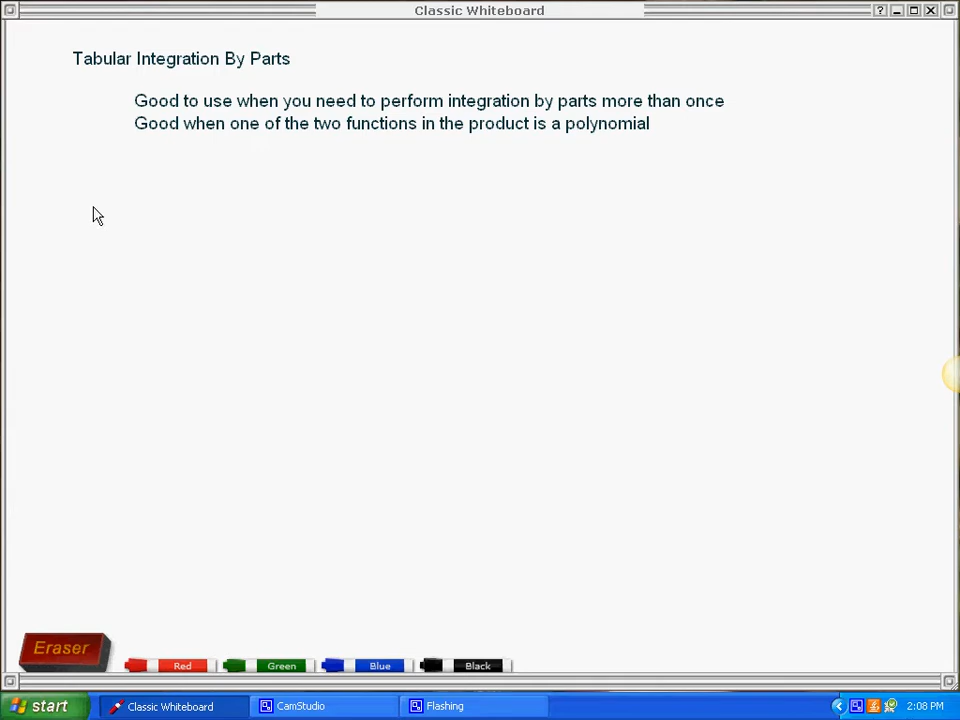 Classic Whiteboard
Tabular Integration By Parts
Good to use when you need to perform integration by parts more than once
Good when one of the two functions in the product is a polynomial
Eraser
Red
Green
Blue
Black
start
Classic Whiteboard
CamStudio
Flashing
2:08 PM